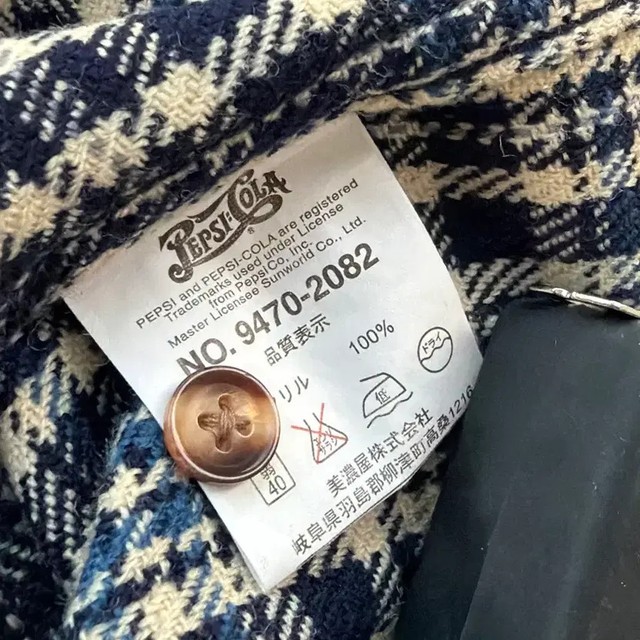 PEPSI-COLA
PEPSI and PEPSI-COLA are registered
Trademarks used under License
from PepsiCo, Inc.
Master Licensee Sunworld Co., Ltd.
NO. 9470-2082
品質表示
リル 100%
40 低 ドライ
美濃屋株式会社
岐阜県羽島郡柳津町高桑1216